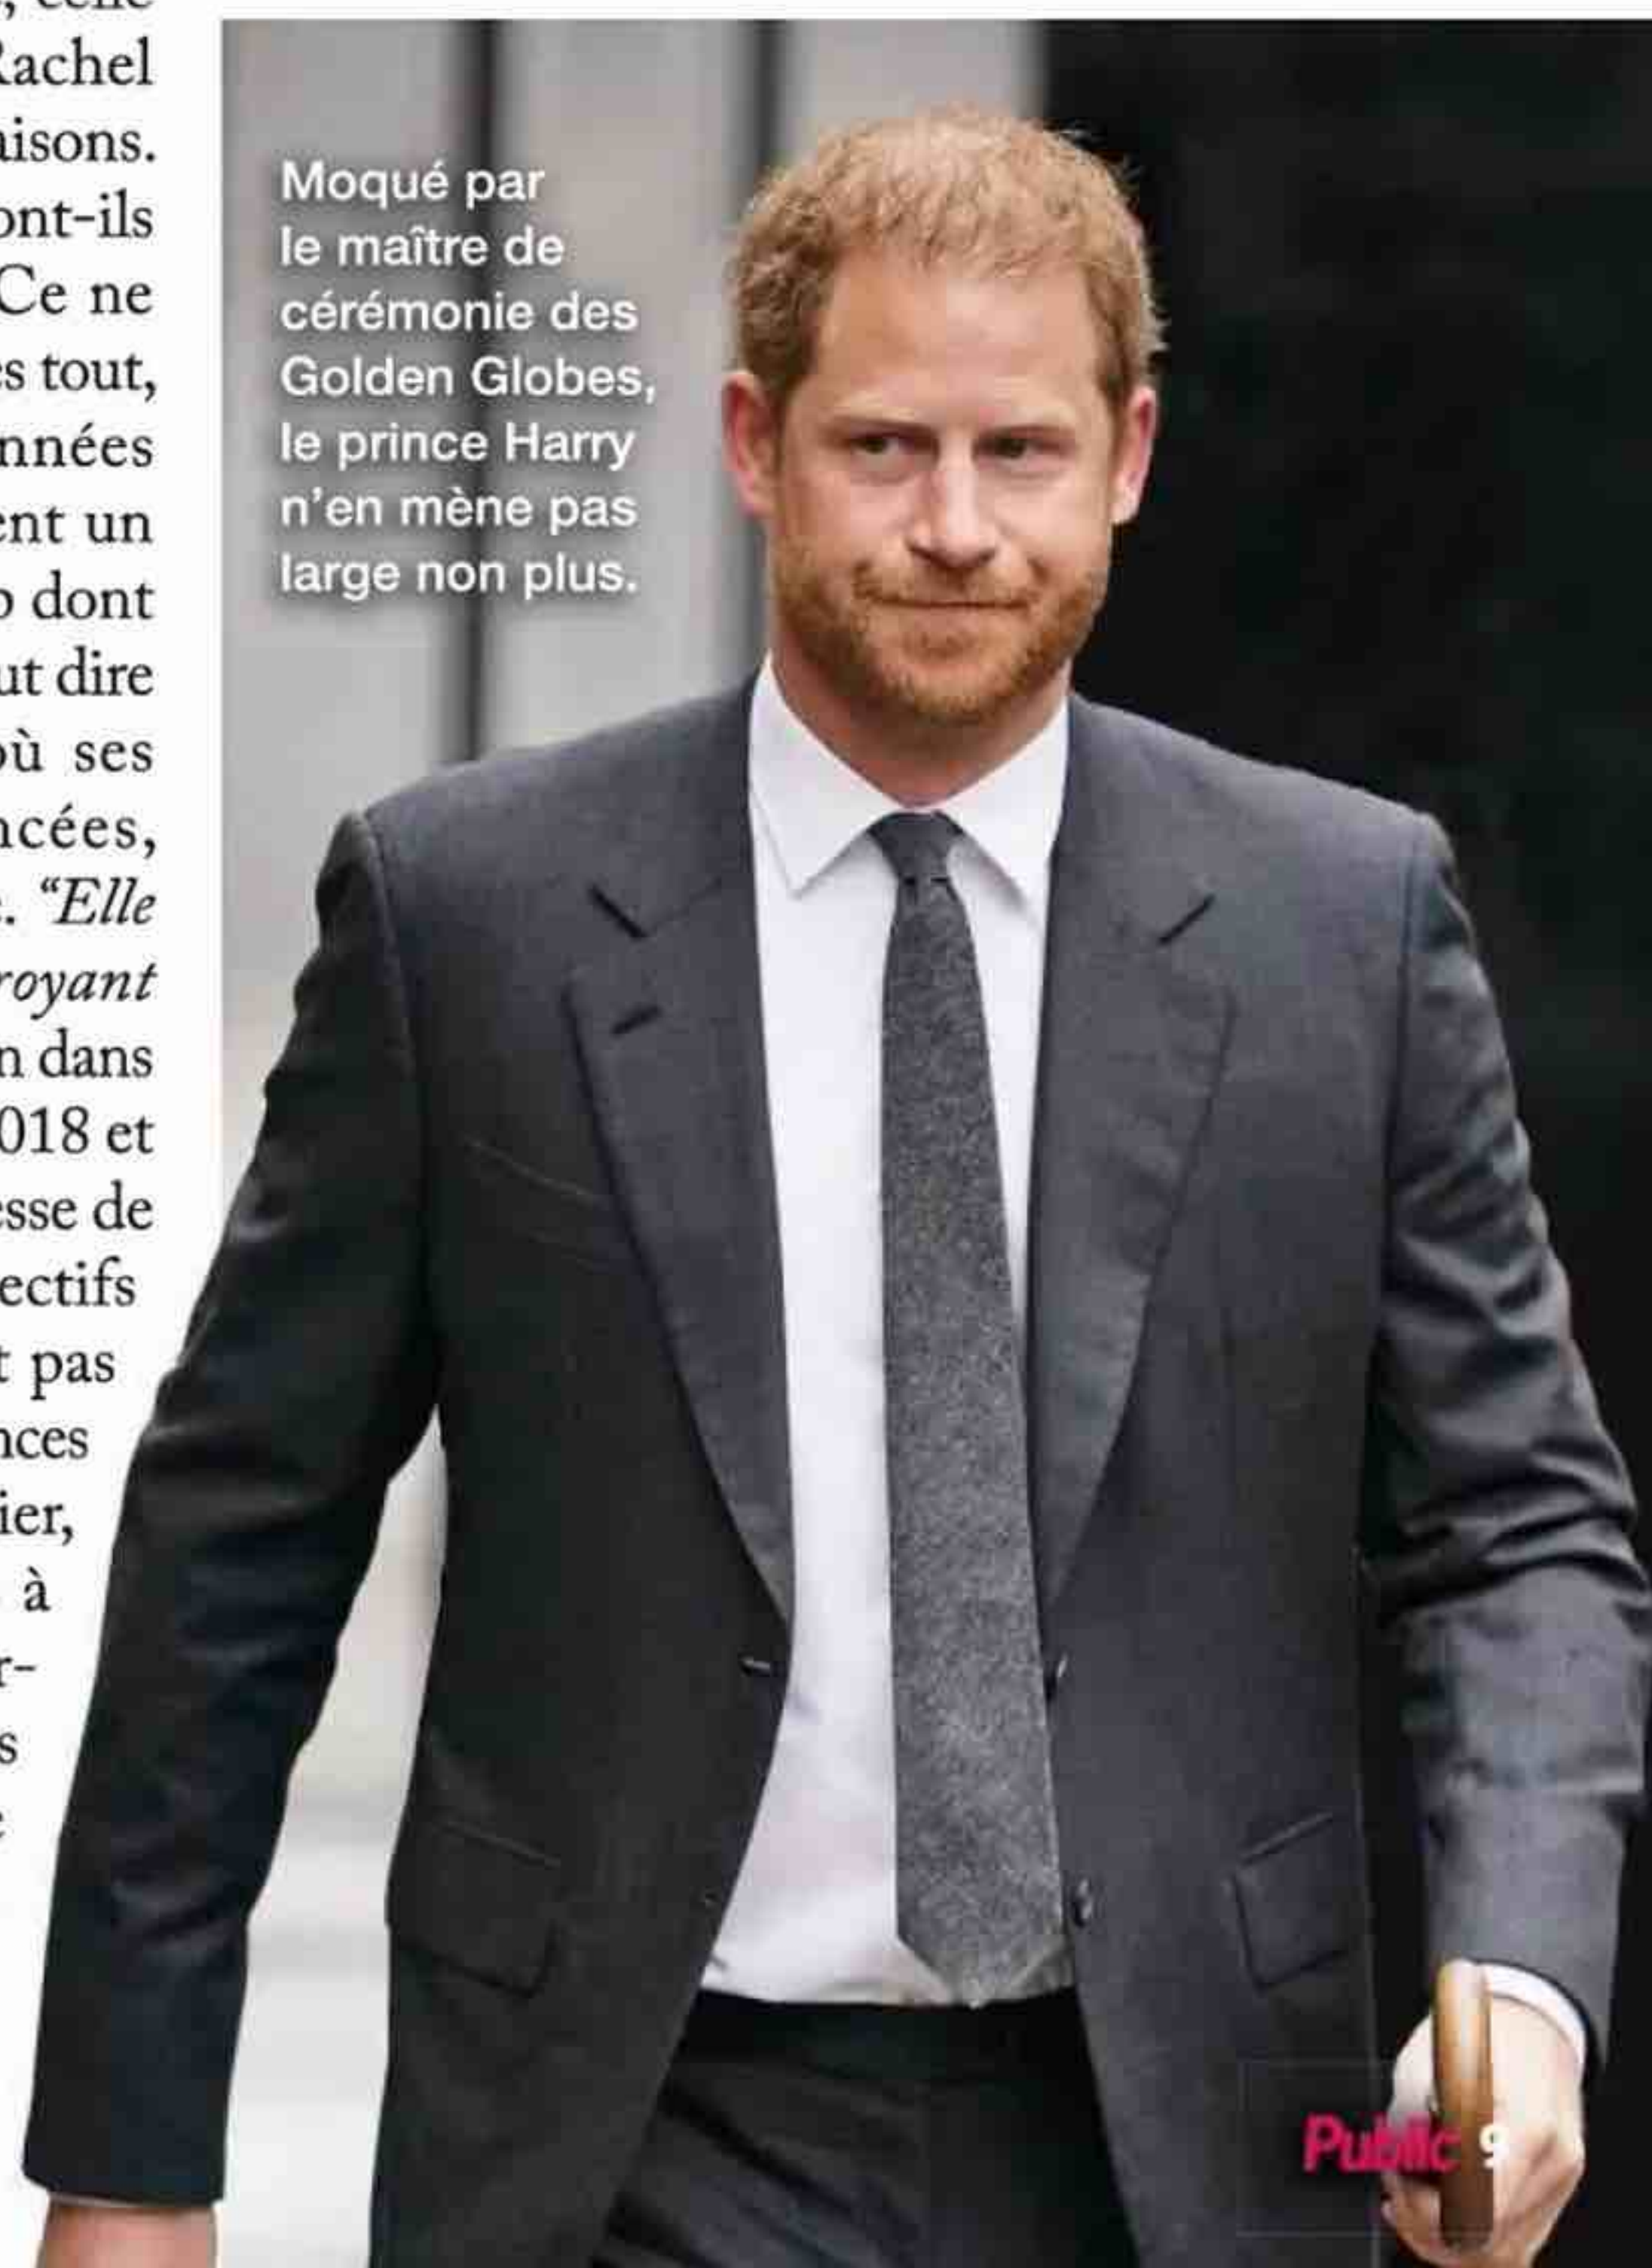 Rachel
aisons.
ont-ils
Ce ne
es tout,
nnées
ent un
dont
ut dire
où ses
ncées,
. “Elle
royant
n dans
018 et
esse de
ectifs
t pas
nces
ier,
à
r-
s
e
Moqué par
le maître de
cérémonie des
Golden Globes,
le prince Harry
n’en mène pas
large non plus.
Public 9